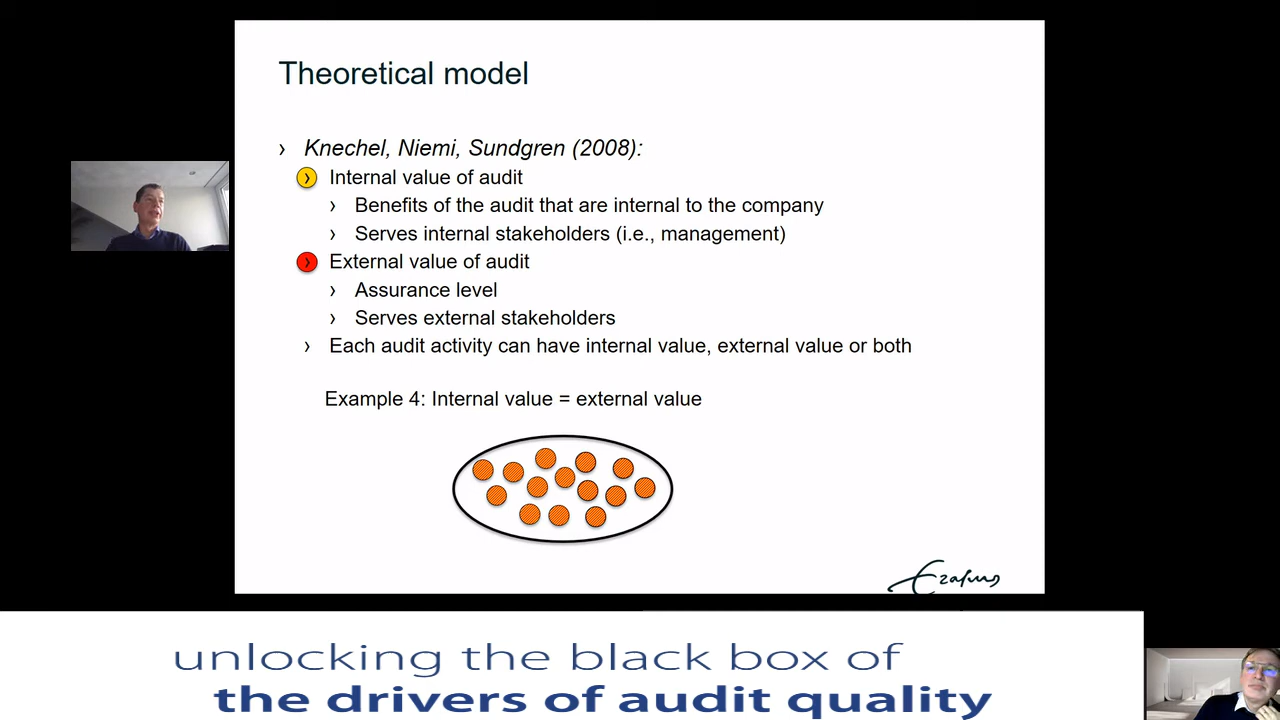 Theoretical model
› Knechel, Niemi, Sundgren (2008):
› Internal value of audit
› Benefits of the audit that are internal to the company
› Serves internal stakeholders (i.e., management)
› External value of audit
› Assurance level
› Serves external stakeholders
› Each audit activity can have internal value, external value or both
Example 4: Internal value = external value
Erasmus
unlocking the black box of
the drivers of audit quality